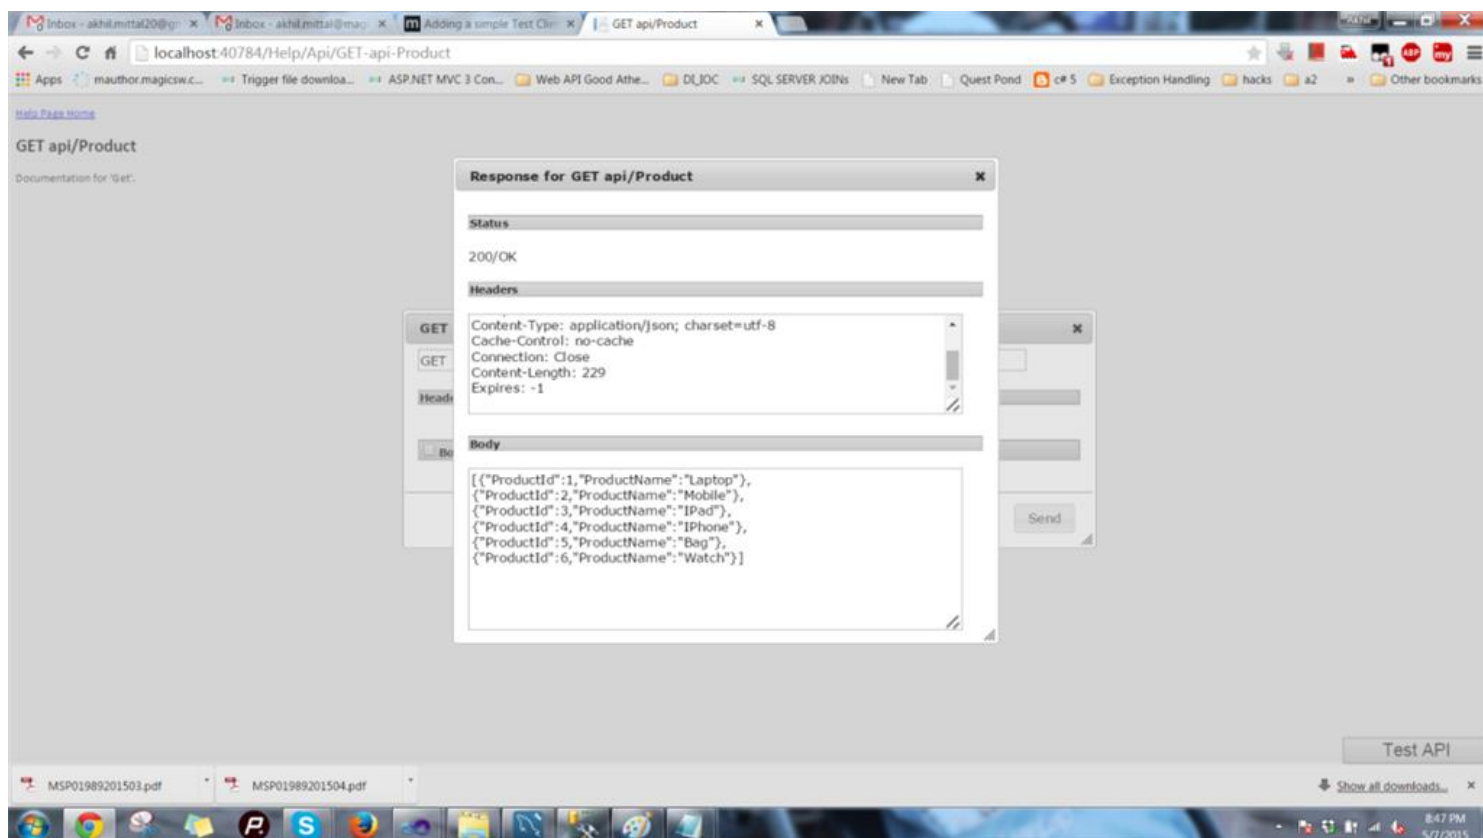 Inbox - akhil.mittal20@g
Inbox - akhil.mittal@mag
Adding a simple Test Clie
GET api/Product
localhost:40784/Help/Api/GET-api-Product
Apps
mauthor.magicsw.c...
Trigger file downloa...
ASP.NET MVC 3 Con...
Web API Good Athe...
DI_IOC
SQL SERVER JOINs
New Tab
Quest Pond
c# 5
Exception Handling
hacks
a2
»
Other bookmarks
Help Page Home
GET api/Product
Documentation for 'Get'.
Response for GET api/Product
Status
200/OK
Headers
Content-Type: application/json; charset=utf-8
Cache-Control: no-cache
Connection: Close
Content-Length: 229
Expires: -1
GET
GET
Heade
Bo
Body
[{"ProductId":1,"ProductName":"Laptop"},
{"ProductId":2,"ProductName":"Mobile"},
{"ProductId":3,"ProductName":"IPad"},
{"ProductId":4,"ProductName":"IPhone"},
{"ProductId":5,"ProductName":"Bag"},
{"ProductId":6,"ProductName":"Watch"}]
Send
Test API
MSP01989201503.pdf
MSP01989201504.pdf
Show all downloads...
8:47 PM